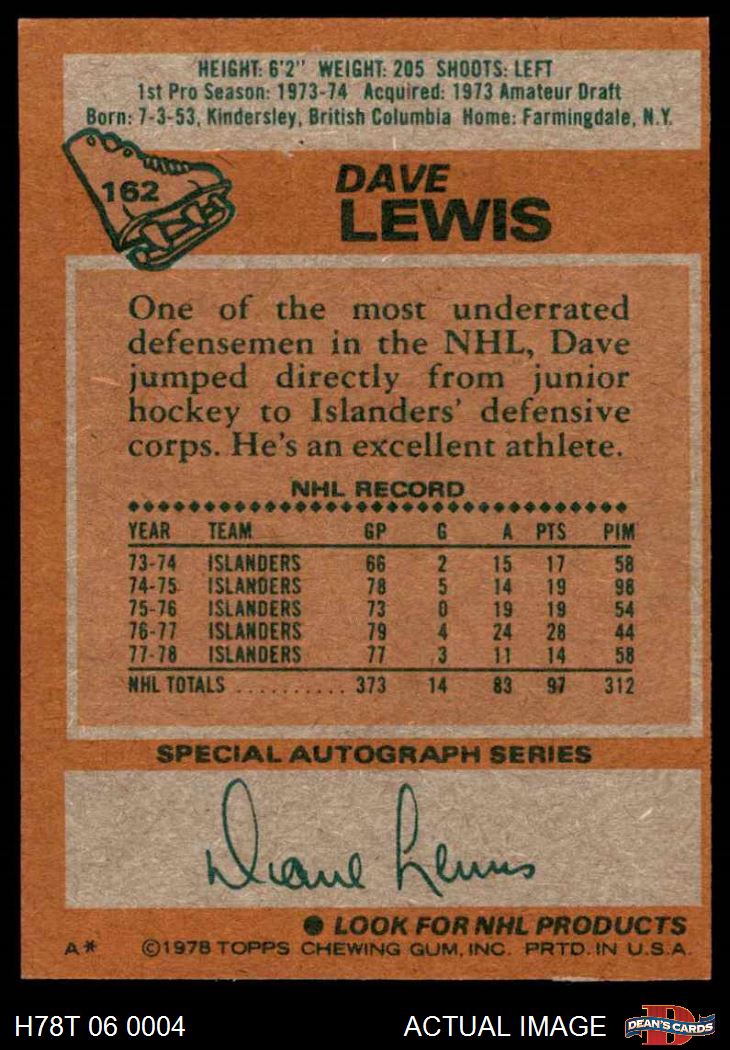 HEIGHT: 6'2" WEIGHT: 205 SHOOTS: LEFT
1st Pro Season: 1973-74 Acquired: 1973 Amateur Draft
Born: 7-3-53, Kindersley, British Columbia Home: Farmingdale, N.Y.
162
DAVE
LEWIS
One of the most underrated
defensemen in the NHL, Dave
jumped directly from junior
hockey to Islanders' defensive
corps. He's an excellent athlete.
NHL RECORD
YEAR TEAM GP G A PTS PIM
73-74 ISLANDERS 66 2 15 17 58
74-75 ISLANDERS 78 5 14 19 98
75-76 ISLANDERS 73 0 19 19 54
76-77 ISLANDERS 79 4 24 28 44
77-78 ISLANDERS 77 3 11 14 58
NHL TOTALS .......... 373 14 83 97 312
SPECIAL AUTOGRAPH SERIES
Diane Lewis
LOOK FOR NHL PRODUCTS
A* ©1978 TOPPS CHEWING GUM, INC. PRTD. IN U.S.A.
H78T 06 0004 ACTUAL IMAGE D DEAN'S CARDS